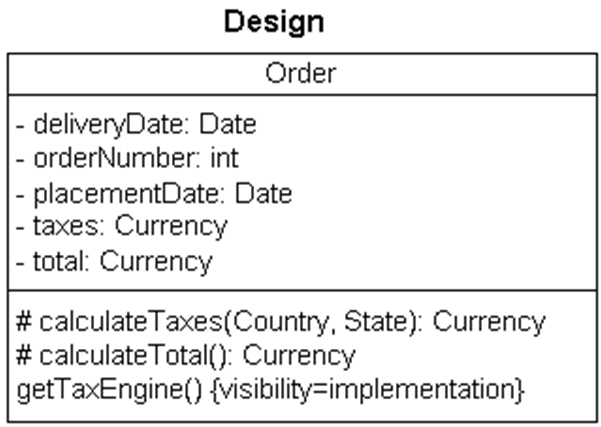 Design
Order
- deliveryDate: Date
- orderNumber: int
- placementDate: Date
- taxes: Currency
- total: Currency
# calculateTaxes(Country, State): Currency
# calculateTotal(): Currency
getTaxEngine() {visibility=implementation}